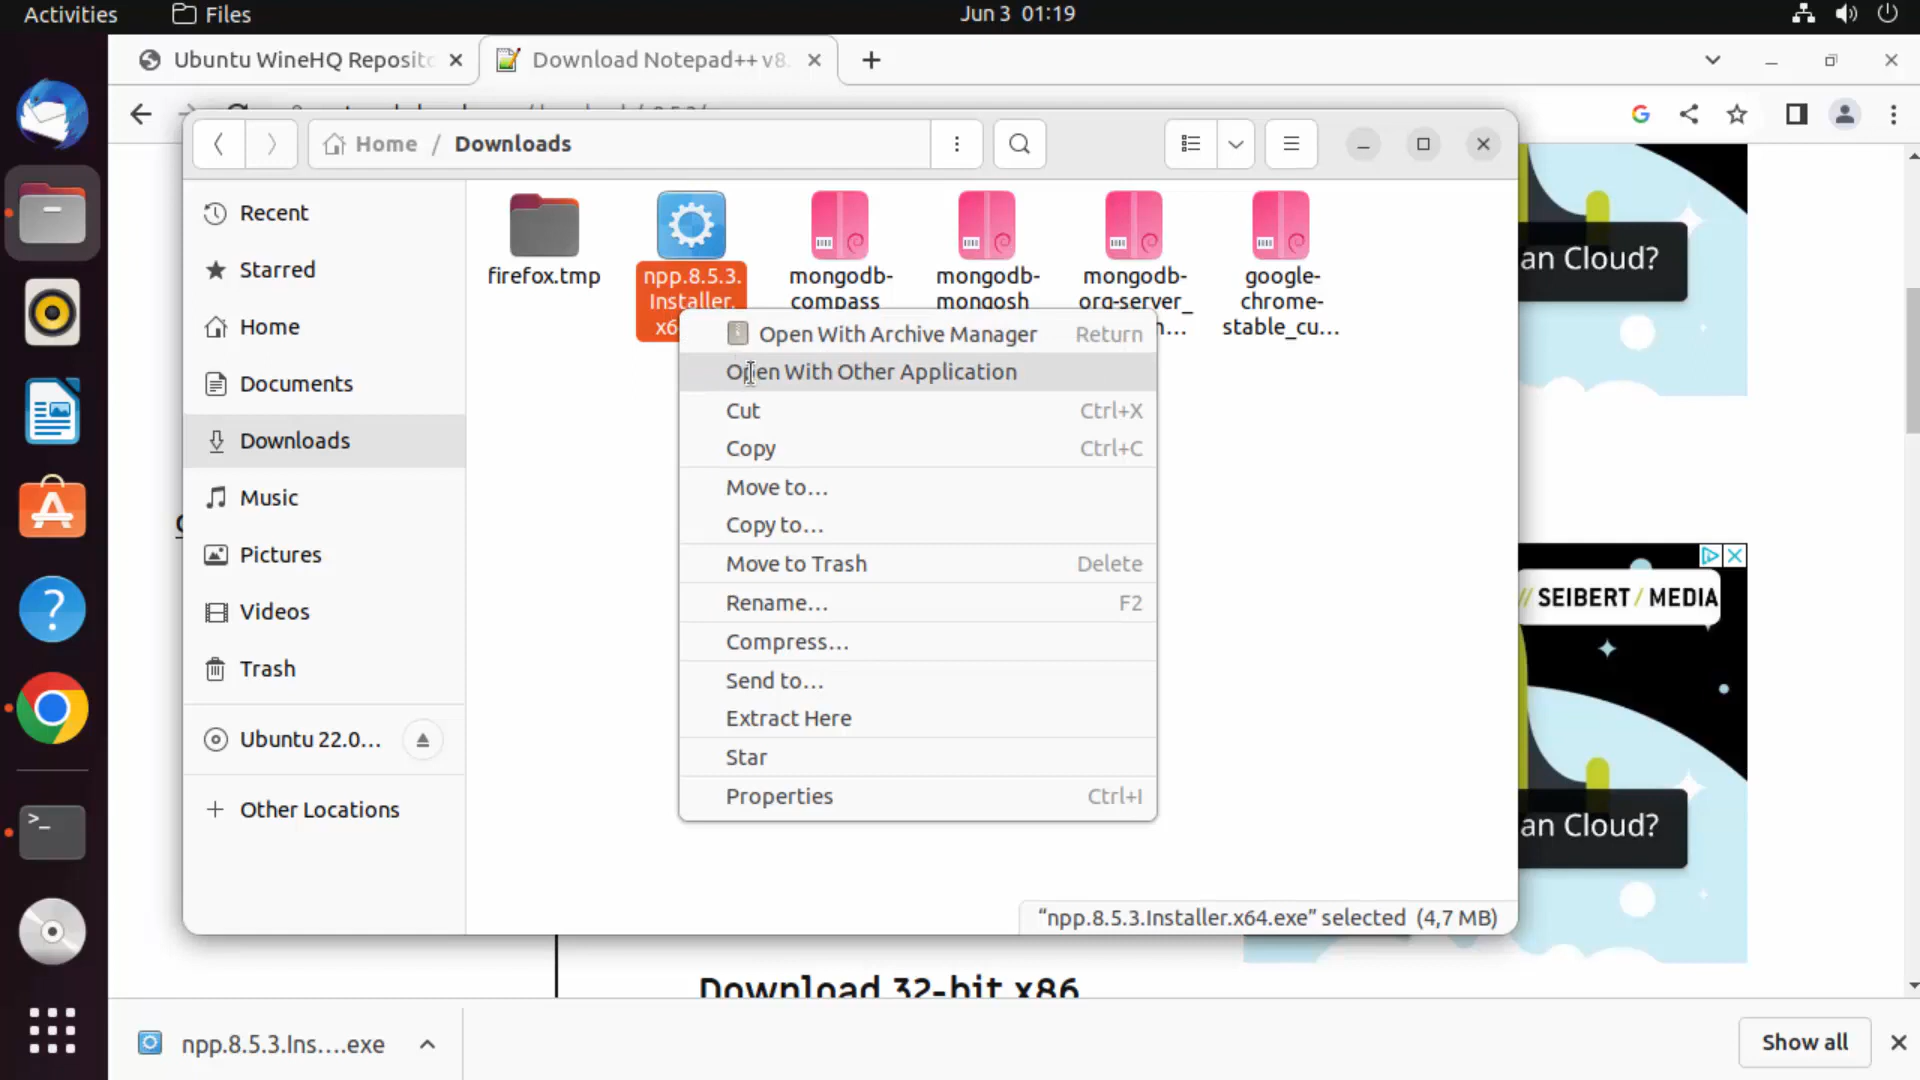 Activities
Files
Jun 3 01:19
Ubuntu WineHQ Reposito
Download Notepad++ v8.
Home / Downloads
Recent
Starred
Home
Documents
Downloads
Music
Pictures
Videos
Trash
Ubuntu 22.0...
Other Locations
firefox.tmp
npp.8.5.3.
Installer.
mongodb-
compass
mongodb-
mongosh
mongodb-
org-server_
google-
chrome-
stable_cu...
Open With Archive Manager Return
Open With Other Application
Cut Ctrl+X
Copy Ctrl+C
Move to...
Copy to...
Move to Trash Delete
Rename... F2
Compress...
Send to...
Extract Here
Star
Properties Ctrl+I
"npp.8.5.3.Installer.x64.exe" selected (4,7 MB)
an Cloud?
// SEIBERT / MEDIA
an Cloud?
Download 32-bit x86
npp.8.5.3.Ins....exe
Show all